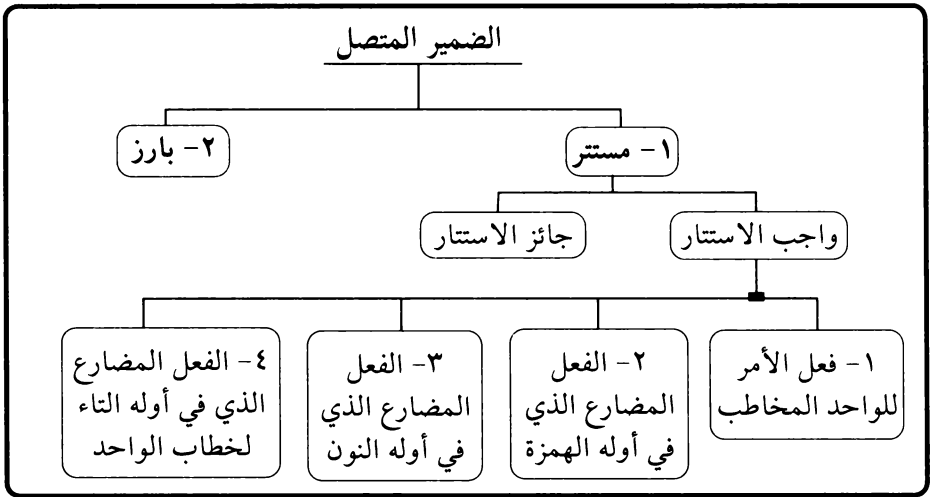 الضمير المتصل
١- مستتر
٢- بارز
واجب الاستتار
جائز الاستتار
١- فعل الأمر
للواحد المخاطب
٢- الفعل
المضارع الذي
في أوله الهمزة
٣- الفعل
المضارع الذي
في أوله النون
٤- الفعل المضارع
الذي في أوله التاء
لخطاب الواحد